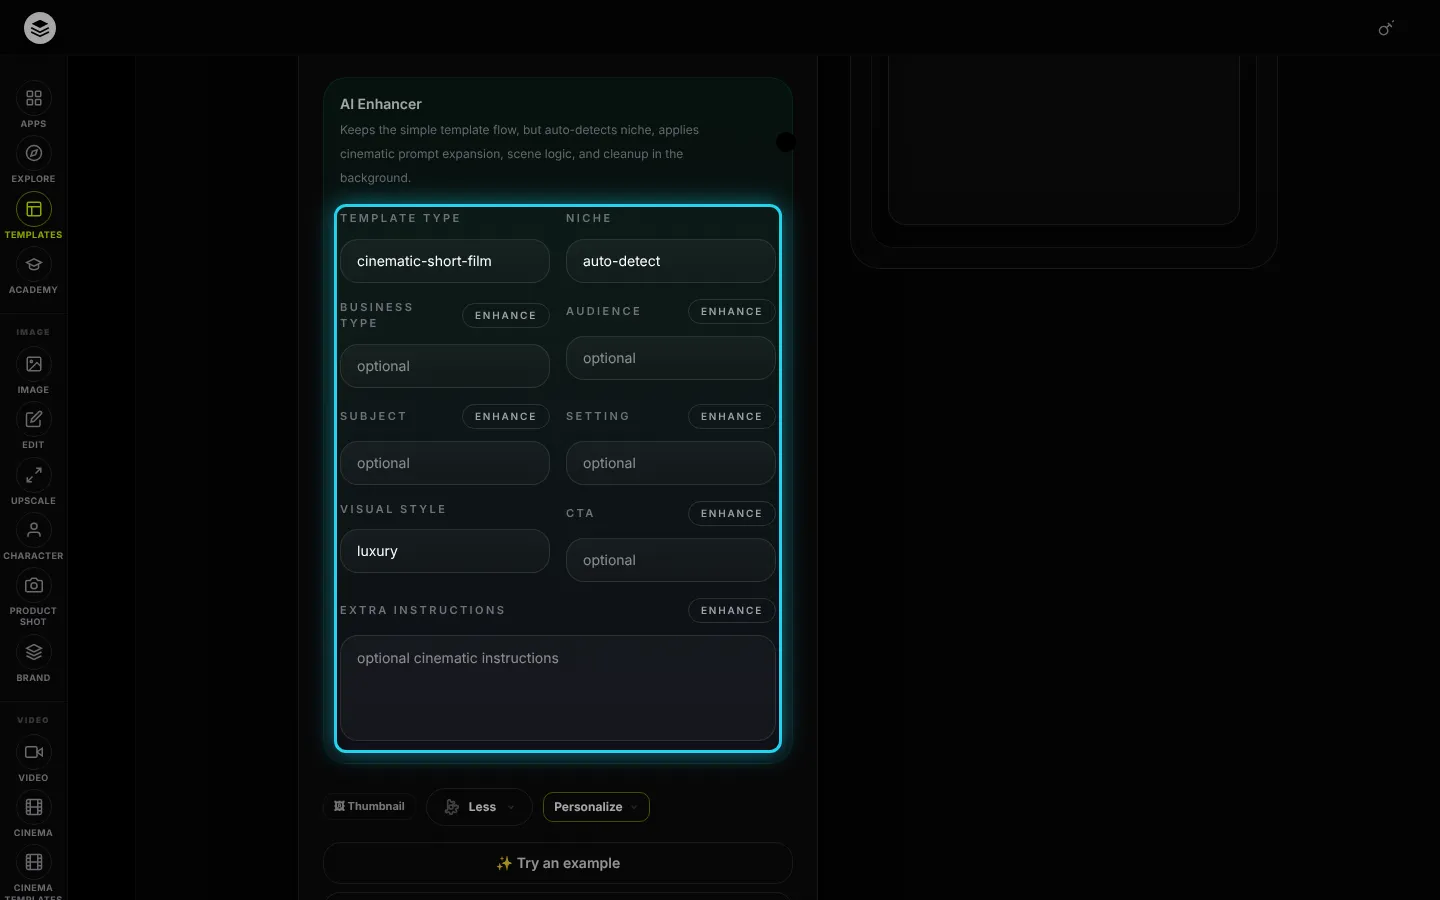 APPS
EXPLORE
TEMPLATES
ACADEMY
IMAGE
IMAGE
EDIT
UPSCALE
CHARACTER
PRODUCT
SHOT
BRAND
VIDEO
VIDEO
CINEMA
CINEMA
TEMPLATES
AI Enhancer
Keeps the simple template flow, but auto-detects niche, applies
cinematic prompt expansion, scene logic, and cleanup in the
background.
TEMPLATE TYPE
cinematic-short-film
NICHE
auto-detect
BUSINESS
TYPE
ENHANCE
optional
AUDIENCE
ENHANCE
optional
SUBJECT
ENHANCE
optional
SETTING
ENHANCE
optional
VISUAL STYLE
luxury
CTA
ENHANCE
optional
EXTRA INSTRUCTIONS
ENHANCE
optional cinematic instructions
🖼 Thumbnail
Less
Personalize
✨ Try an example